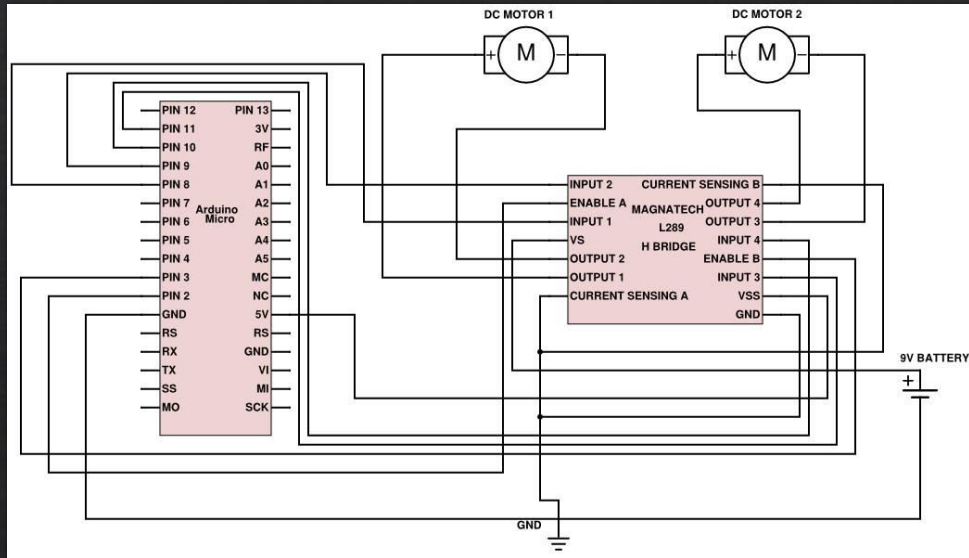 DC MOTOR 1
DC MOTOR 2
+ M -
+ M -
PIN 12 PIN 13
PIN 11 3V
PIN 10 RF
PIN 9 A0
PIN 8 A1
PIN 7 A2
Arduino
Micro
PIN 6 A3
PIN 5 A4
PIN 4 A5
PIN 3 MC
PIN 2 NC
GND 5V
RS RS
RX GND
TX VI
SS MI
MO SCK
INPUT 2 CURRENT SENSING B
ENABLE A OUTPUT 4
MAGNATECH
INPUT 1 OUTPUT 3
L289
VS INPUT 4
H BRIDGE
OUTPUT 2 ENABLE B
OUTPUT 1 INPUT 3
CURRENT SENSING A VSS
GND
9V BATTERY
+
GND